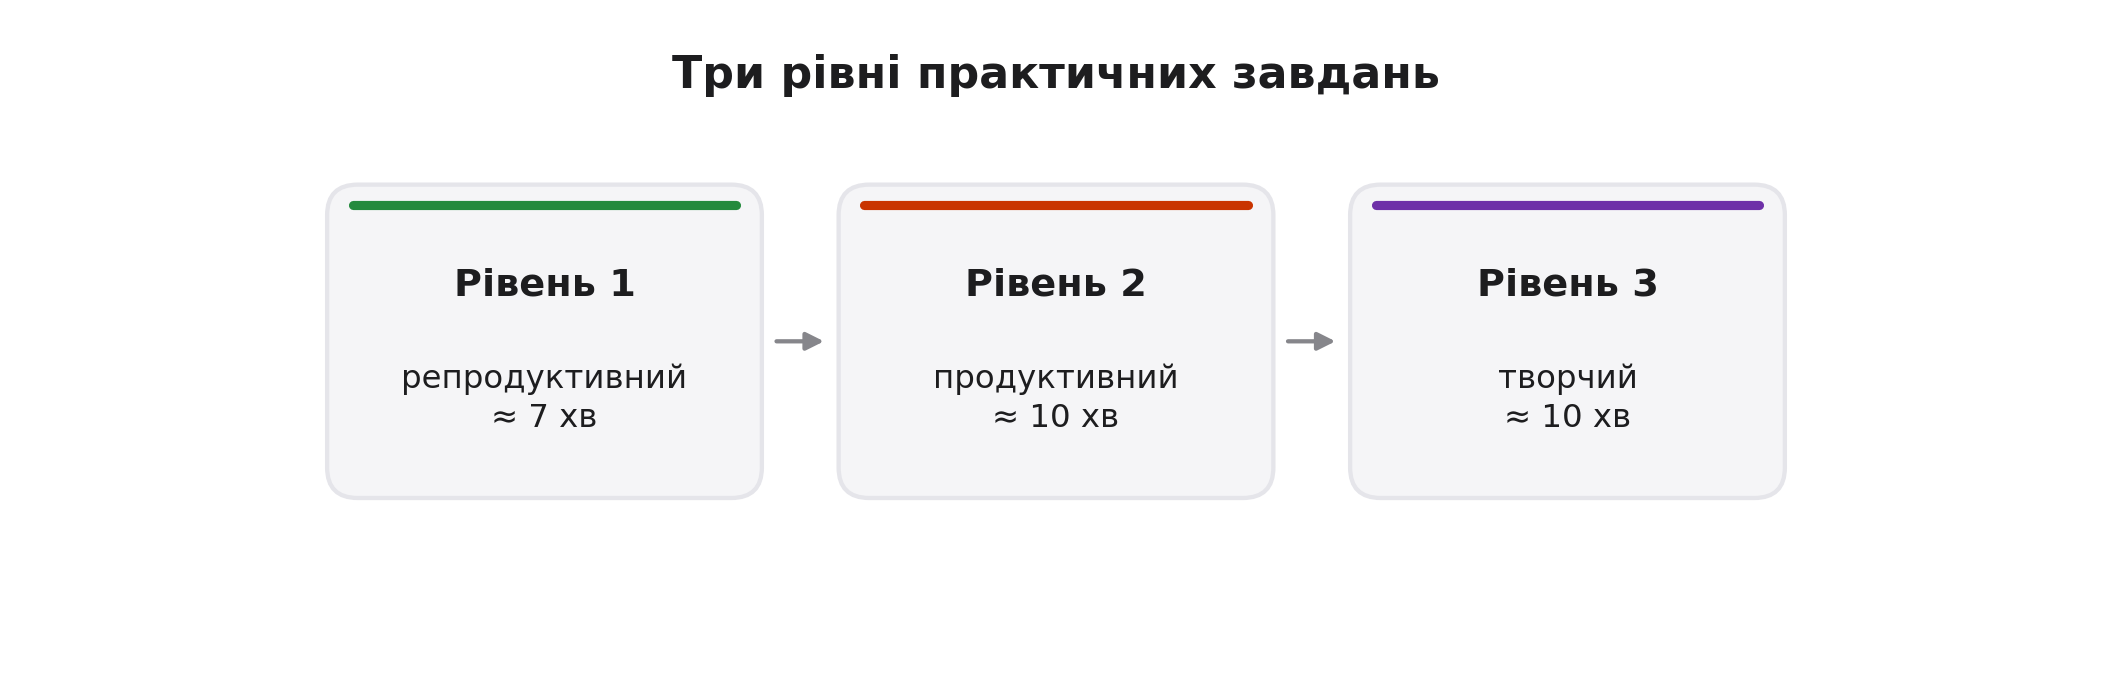 Три рівні практичних завдань
Рівень 1
репродуктивний
≈ 7 хв
Рівень 2
продуктивний
≈ 10 хв
Рівень 3
творчий
≈ 10 хв